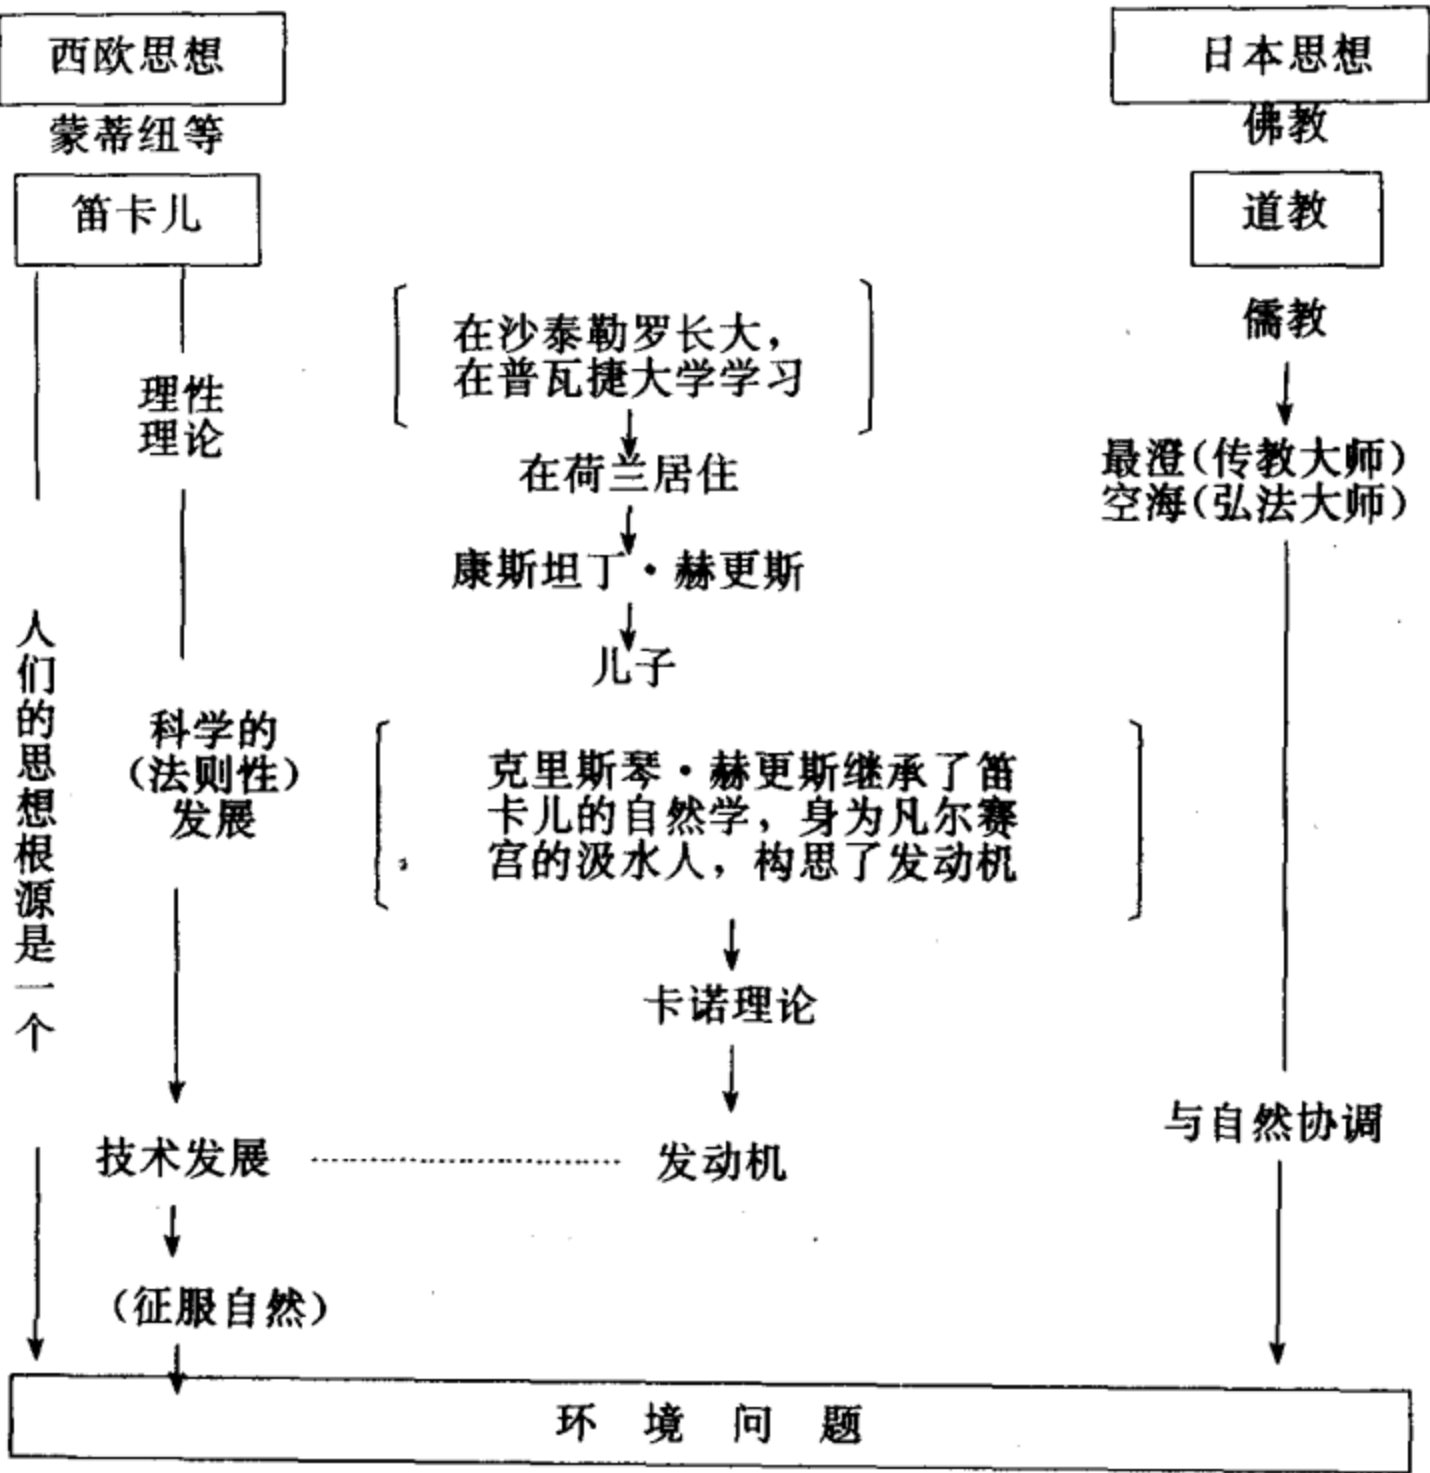 西欧思想
蒙蒂纽等
笛卡儿
理性
理论
科学的
(法则性)
发展
技术发展
(征服自然)
人们的思想根源是一个
在沙泰勒罗长大，
在普瓦捷大学学习
在荷兰居住
康斯坦丁·赫更斯
儿子
克里斯琴·赫更斯继承了笛
卡儿的自然学，身为凡尔赛
宫的汲水人，构思了发动机
卡诺理论
发动机
日本思想
佛教
道教
儒教
最澄(传教大师)
空海(弘法大师)
与自然协调
环境问题